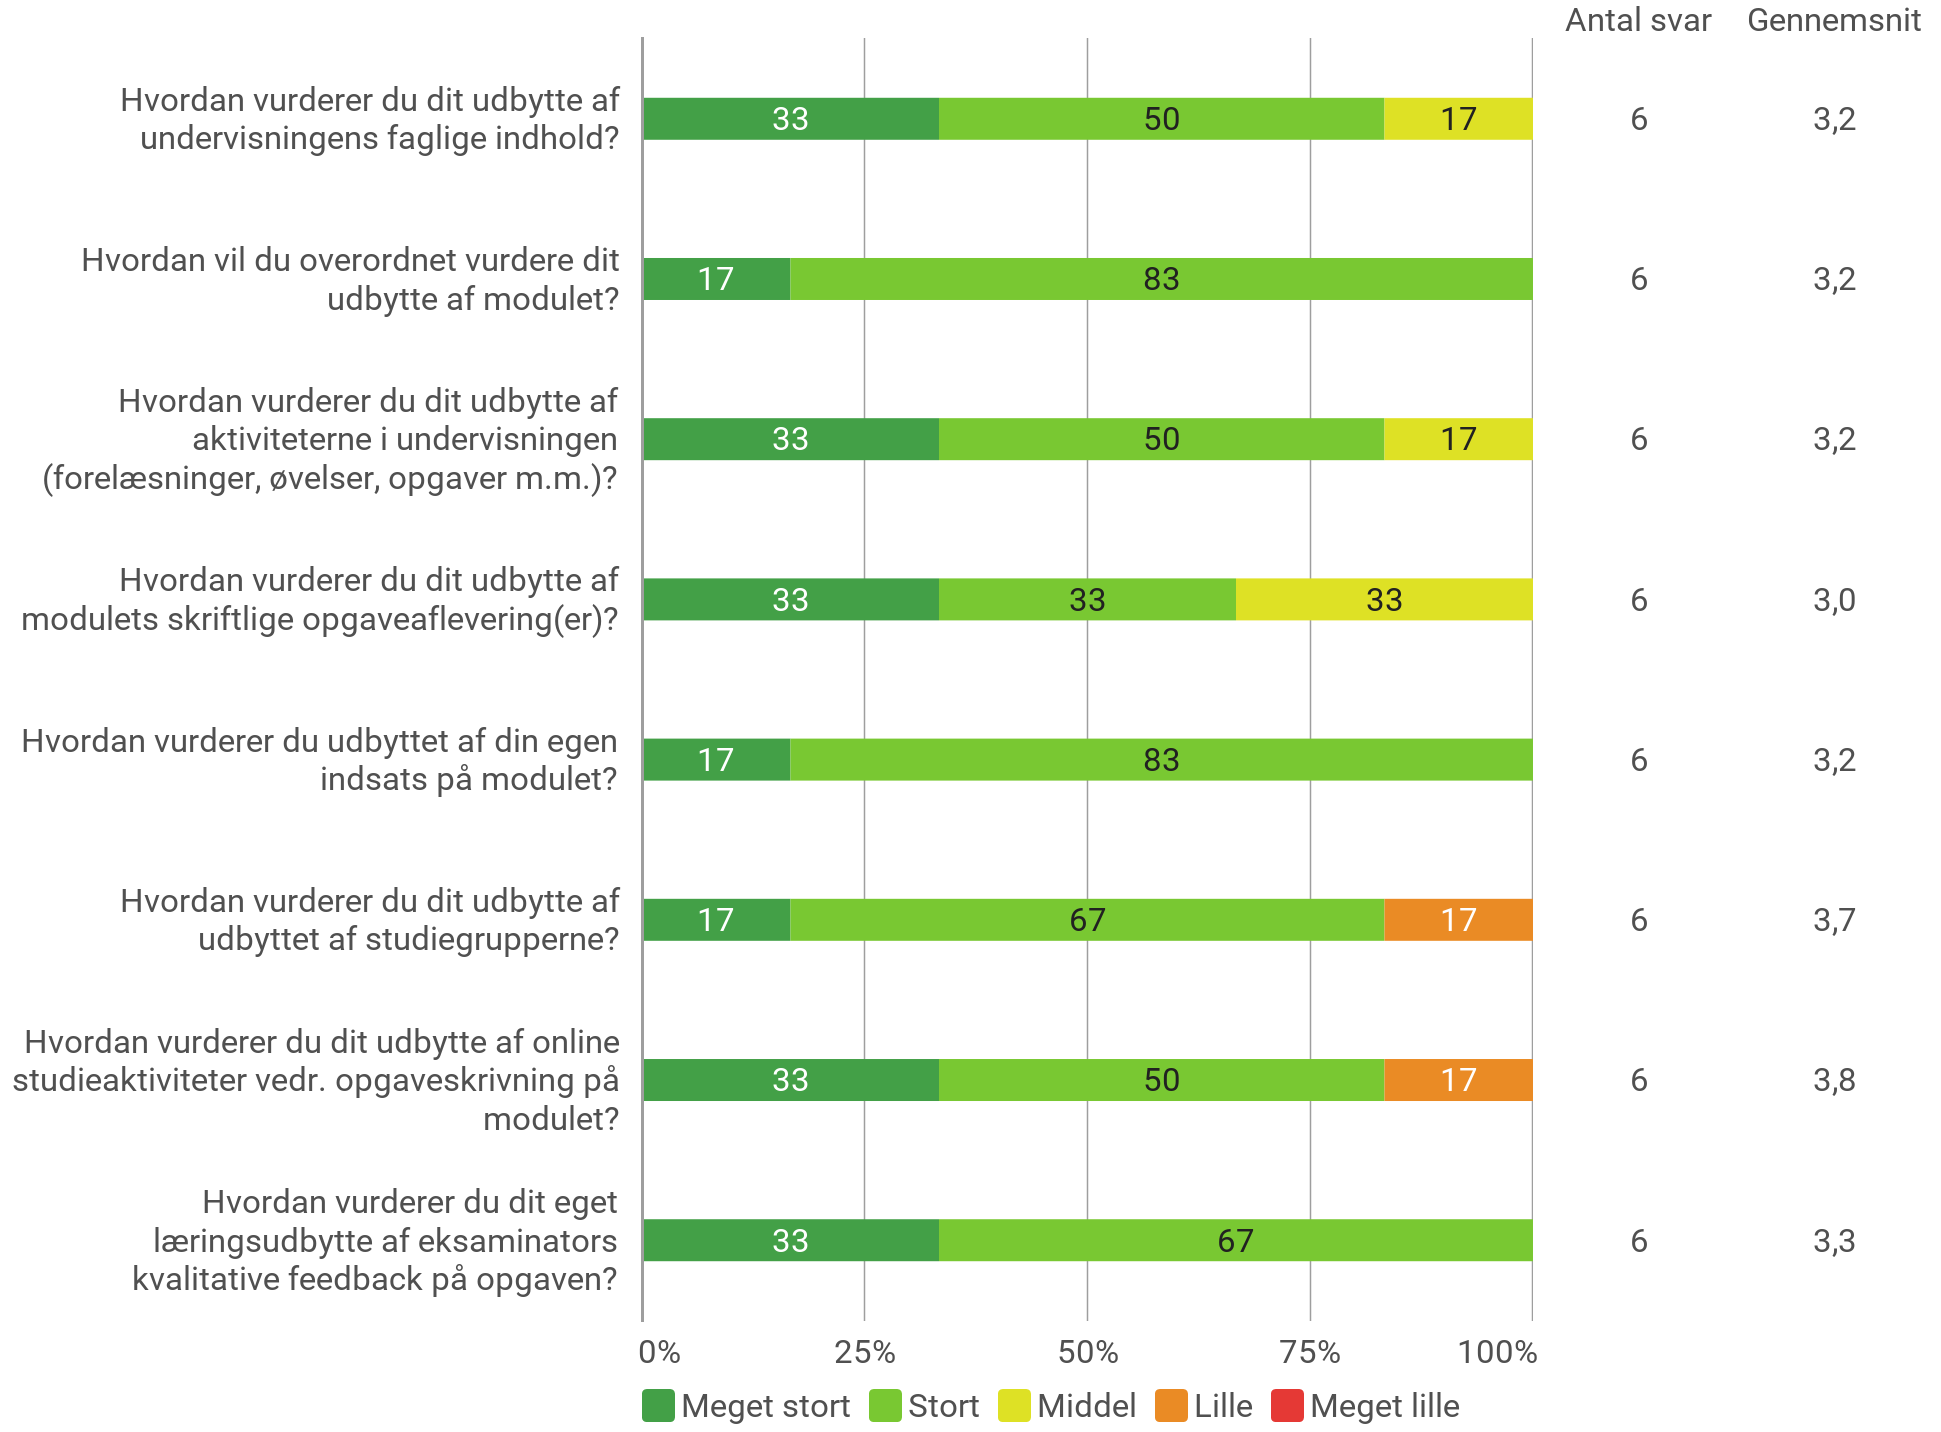 Antal svar Gennemsnit
Hvordan vurderer du dit udbytte af
undervisningens faglige indhold?
33 50 17 6 3,2
Hvordan vil du overordnet vurdere dit
udbytte af modulet?
17 83 6 3,2
Hvordan vurderer du dit udbytte af
aktiviteterne i undervisningen
(forelæsninger, øvelser, opgaver m.m.)?
33 50 17 6 3,2
Hvordan vurderer du dit udbytte af
modulets skriftlige opgaveaflevering(er)?
33 33 33 6 3,0
Hvordan vurderer du udbyttet af din egen
indsats på modulet?
17 83 6 3,2
Hvordan vurderer du dit udbytte af
udbyttet af studiegrupperne?
17 67 17 6 3,7
Hvordan vurderer du dit udbytte af online
studieaktiviteter vedr. opgaveskrivning på
modulet?
33 50 17 6 3,8
Hvordan vurderer du dit eget
læringsudbytte af eksaminators
kvalitative feedback på opgaven?
33 67 6 3,3
0% 25% 50% 75% 100%
Meget stort Stort Middel Lille Meget lille